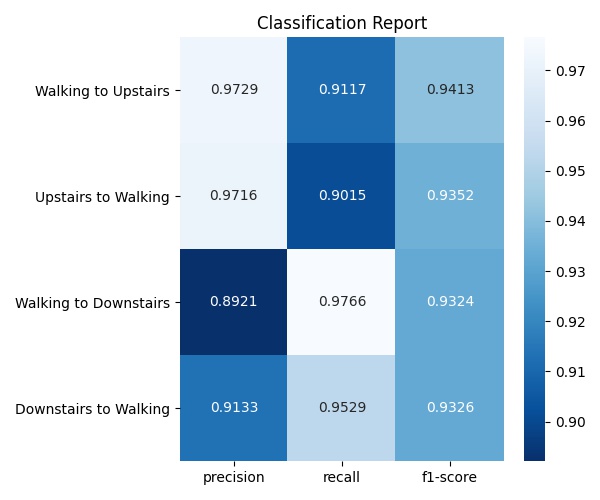 Classification Report
Walking to Upstairs 0.9729 0.9117 0.9413
Upstairs to Walking 0.9716 0.9015 0.9352
Walking to Downstairs 0.8921 0.9766 0.9324
Downstairs to Walking 0.9133 0.9529 0.9326
precision recall f1-score
0.97
0.96
0.95
0.94
0.93
0.92
0.91
0.90